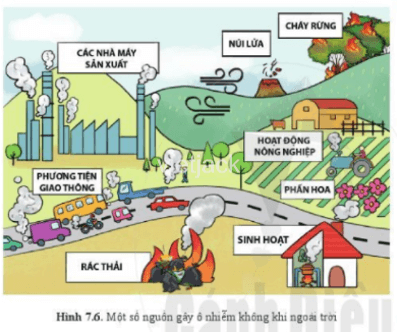 CHÁY RỪNG
CÁC NHÀ MÁY
SẢN XUẤT
NÚI LỬA
HOẠT ĐỘNG
NÔNG NGHIỆP
PHƯƠNG TIỆN
GIAO THÔNG
PHẤN HOA
SINH HOẠT
RÁC THẢI
Hình 7.6. Một số nguồn gây ô nhiễm không khí ngoài trời